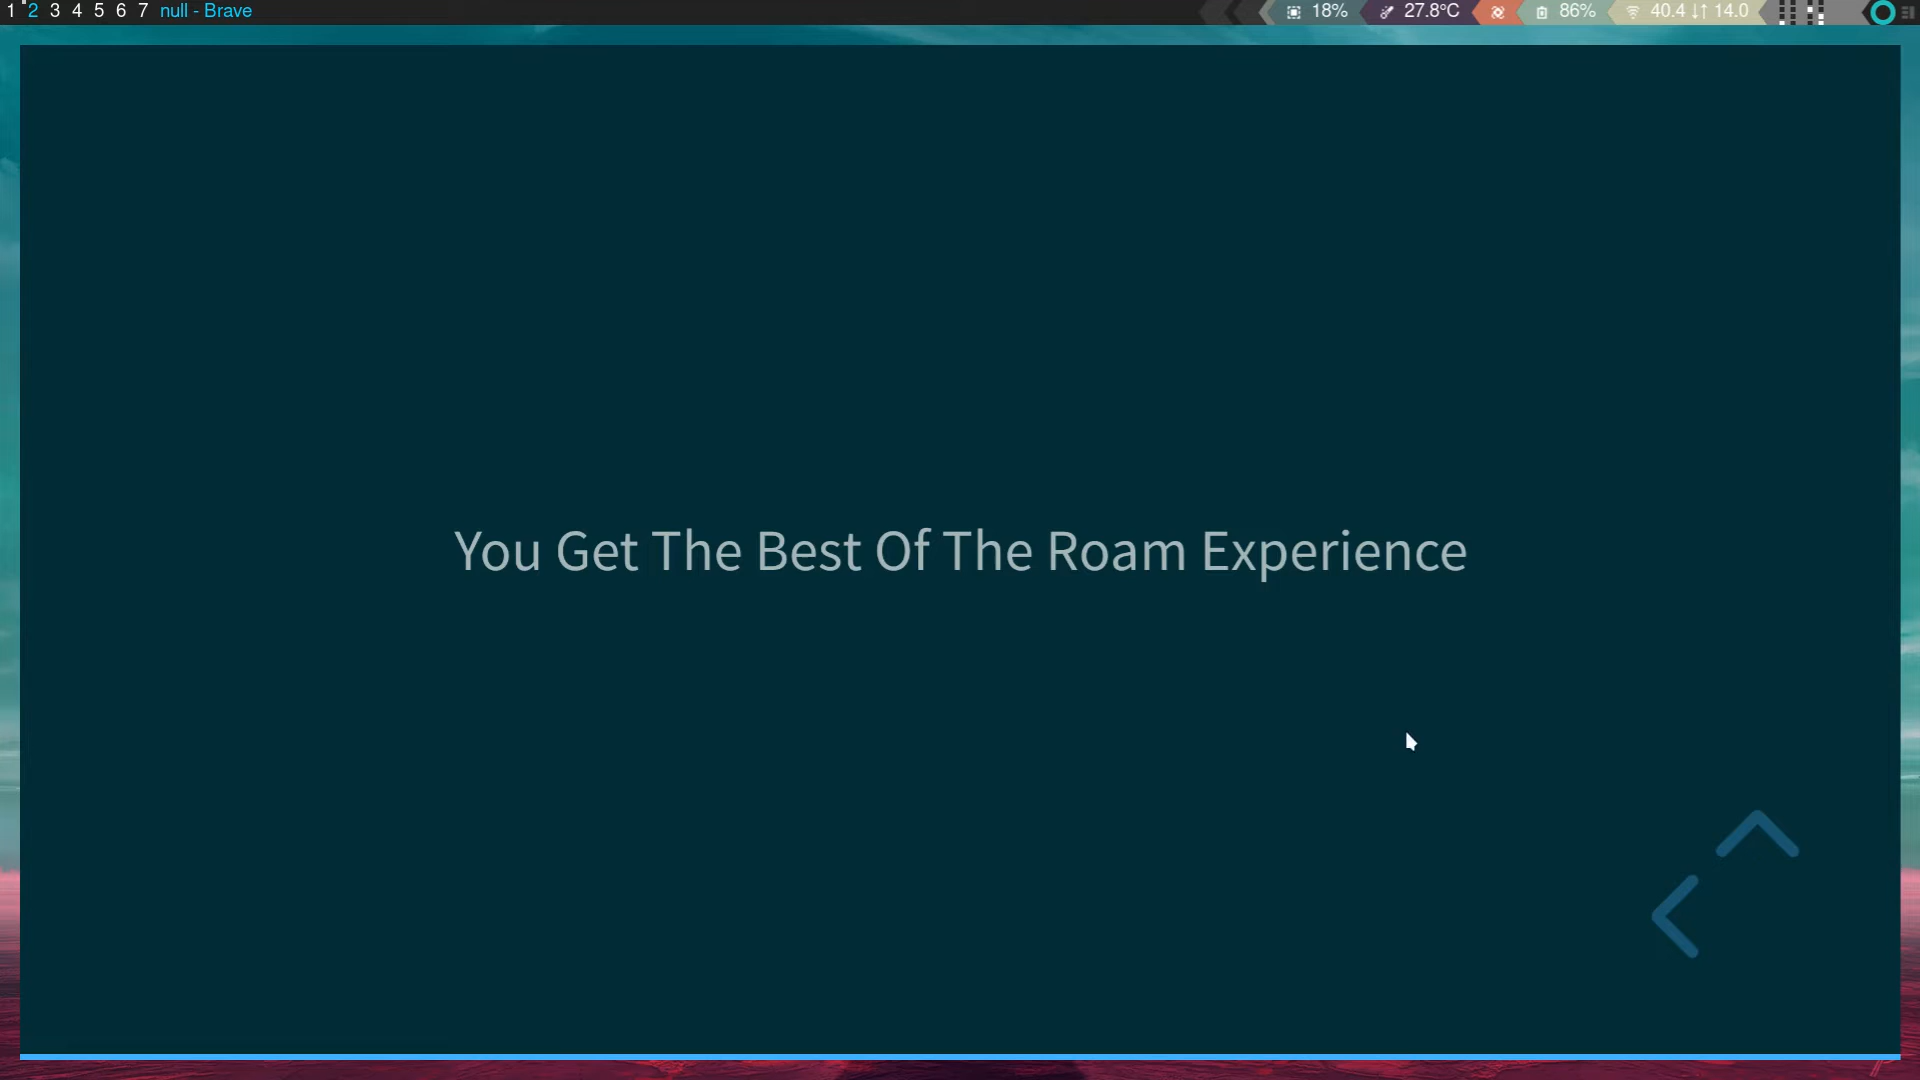 1 2 3 4 5 6 7 null - Brave 18% 27.8°C 86% 40.4 ↓↑ 14.0
You Get The Best Of The Roam Experience